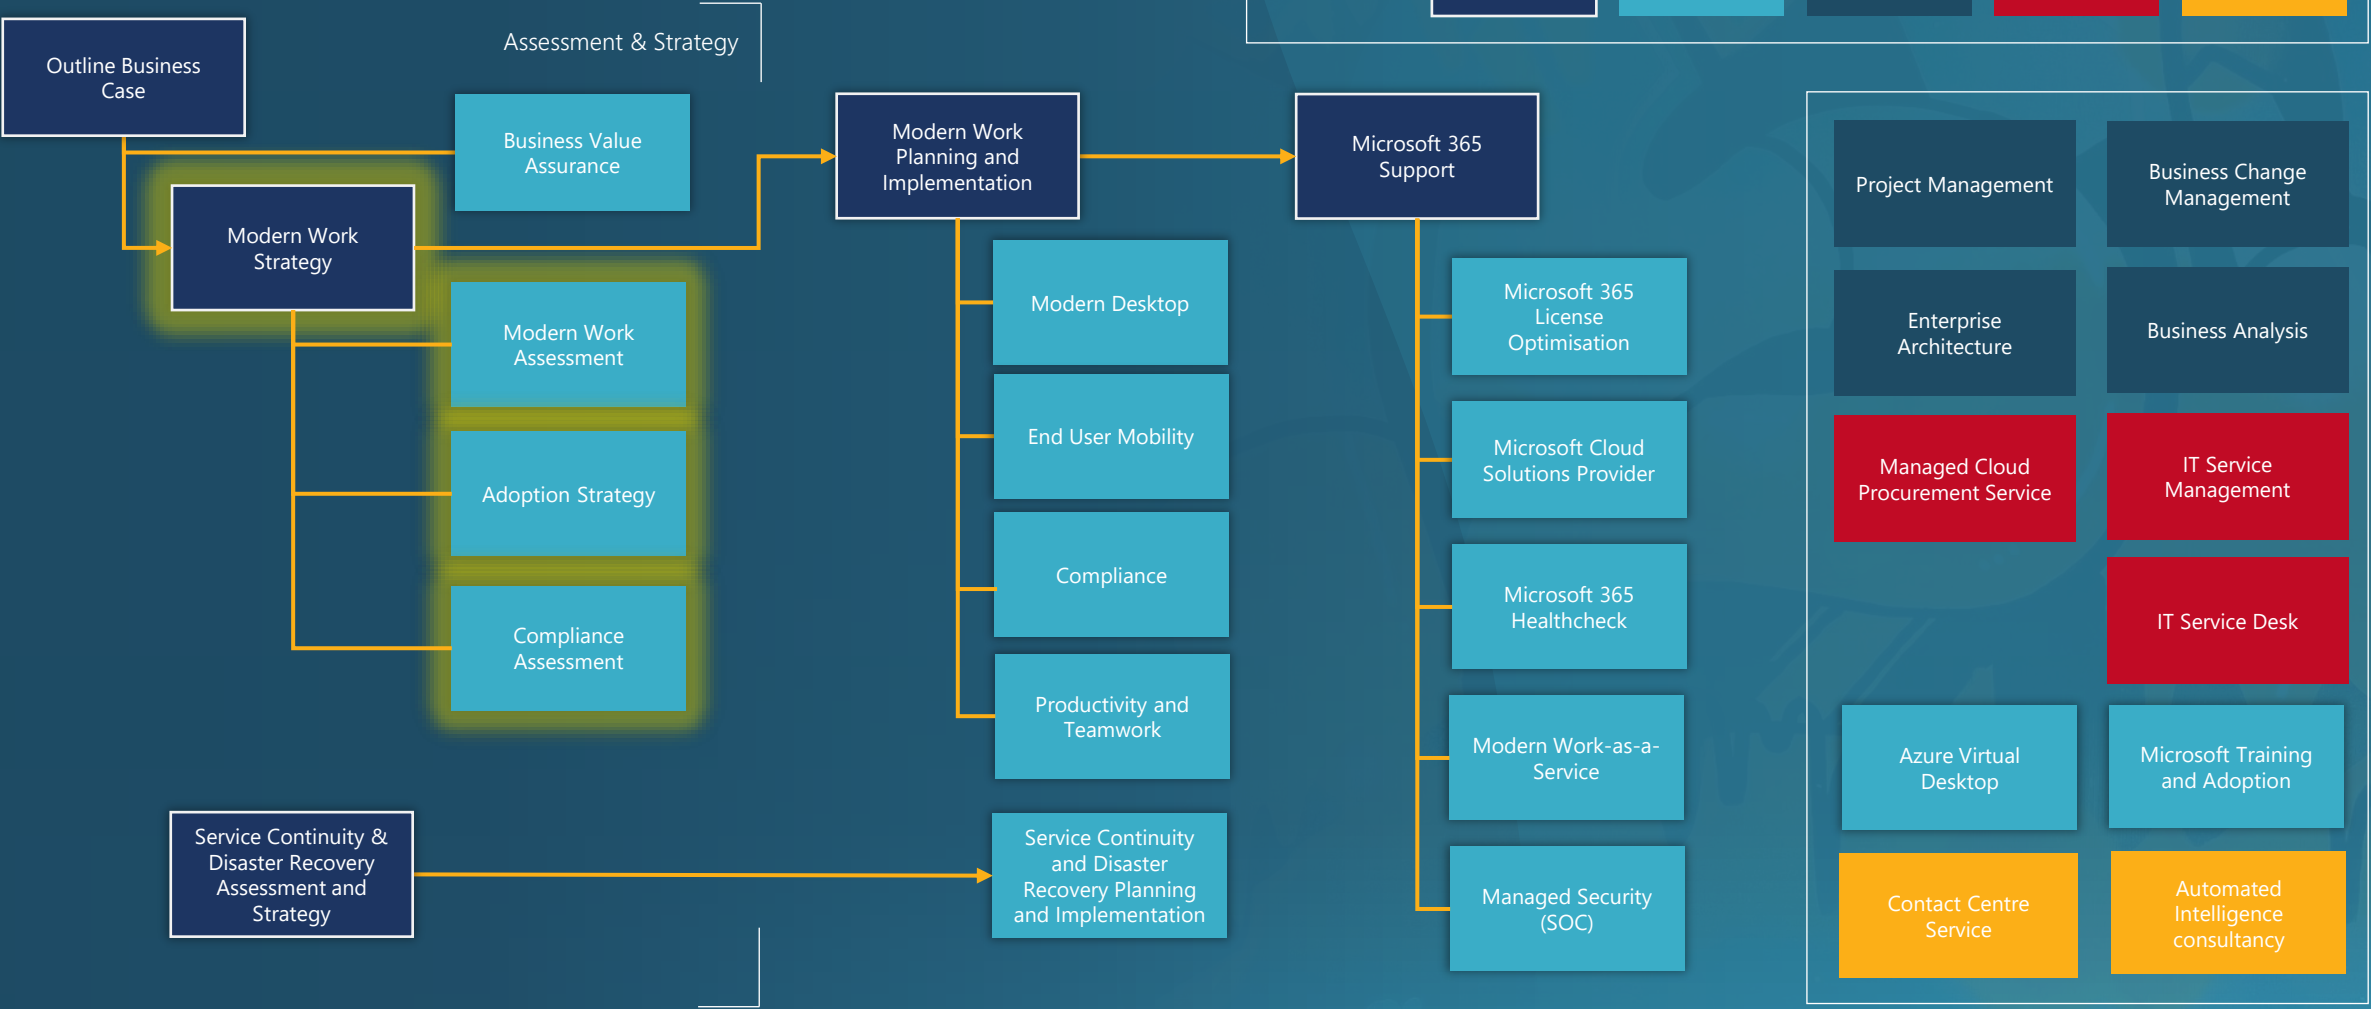 Outline Business
Case
Assessment & Strategy
Business Value
Assurance
Modern Work
Strategy
Modern Work
Assessment
Adoption Strategy
Compliance
Assessment
Service Continuity &
Disaster Recovery
Assessment and
Strategy
Modern Work
Planning and
Implementation
Modern Desktop
End User Mobility
Compliance
Productivity and
Teamwork
Service Continuity
and Disaster
Recovery Planning
and Implementation
Microsoft 365
Support
Microsoft 365
License
Optimisation
Microsoft Cloud
Solutions Provider
Microsoft 365
Healthcheck
Modern Work-as-a-
Service
Managed Security
(SOC)
Project Management
Business Change
Management
Enterprise
Architecture
Business Analysis
Managed Cloud
Procurement Service
IT Service
Management
IT Service Desk
Azure Virtual
Desktop
Microsoft Training
and Adoption
Contact Centre
Service
Automated
Intelligence
consultancy